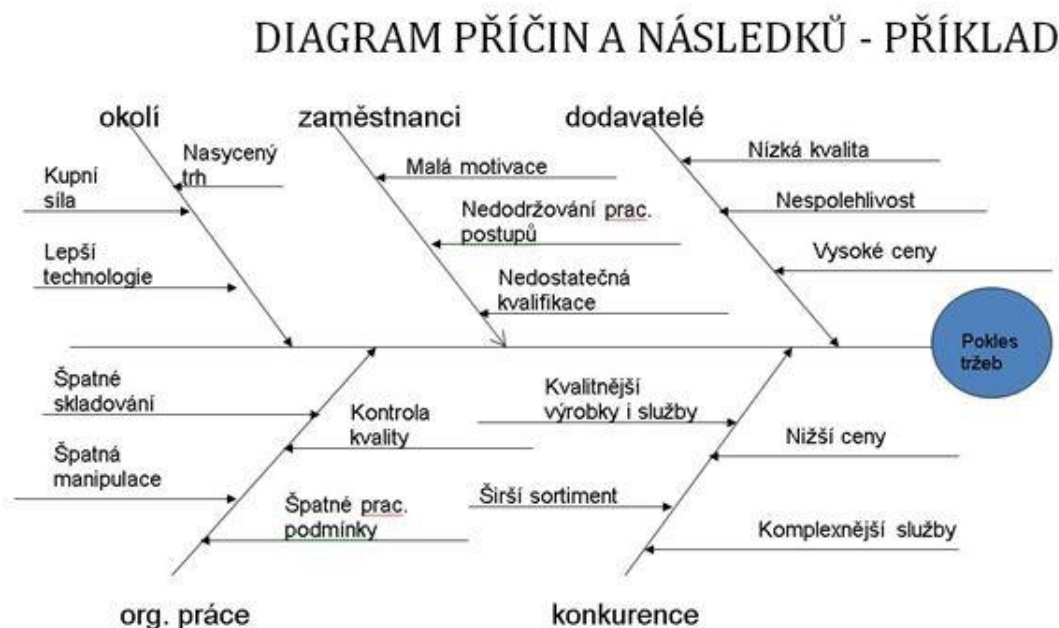 DIAGRAM PŘÍČIN A NÁSLEDKŮ - PŘÍKLAD
okolí
zaměstnanci
dodavatelé
Nasycený
trh
Kupní
síla
Lepší
technologie
Malá motivace
Nedodržování prac.
postupů
Nedostatečná
kvalifikace
Nízká kvalita
Nespolehlivost
Vysoké ceny
Pokles
tržeb
Špatné
skladování
Kontrola
kvality
Špatná
manipulace
Špatné prac.
podmínky
Kvalitnější
výrobky i služby
Nižší ceny
Širší sortiment
Komplexnější služby
org. práce
konkurence